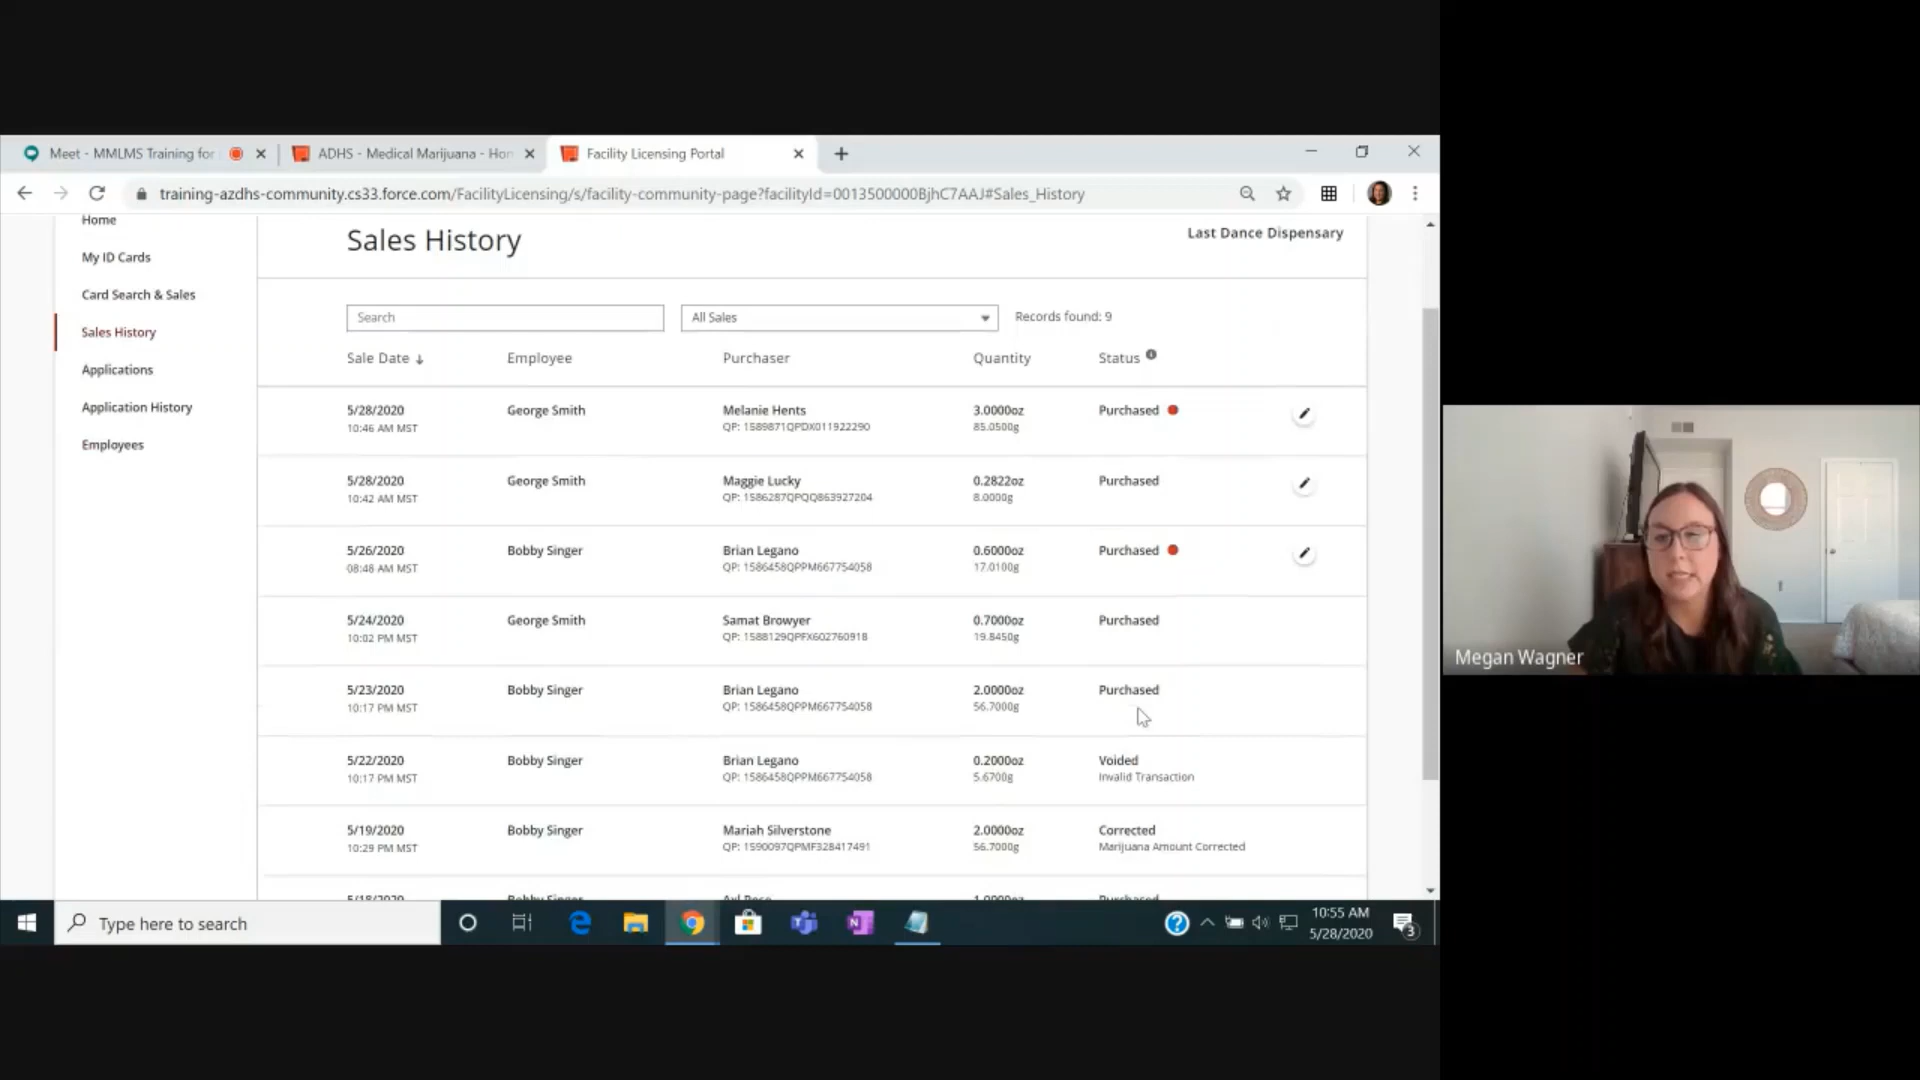 Meet - MMLMS Training for
ADHS - Medical Marijuana - Hon
Facility Licensing Portal
training-azdhs-community.cs33.force.com/FacilityLicensing/s/facility-community-page?facilityId=0013500000BjhC7AAJ#Sales_History
Home
My ID Cards
Card Search & Sales
Sales History
Applications
Application History
Employees
Sales History
Last Dance Dispensary
Search
All Sales
Records found: 9
Sale Date ↓ Employee Purchaser Quantity Status
5/28/2020 George Smith Melanie Hents 3.0000oz Purchased
10:46 AM MST QP: 1589871QPDX011922290 85.0500g
5/28/2020 George Smith Maggie Lucky 0.2822oz Purchased
10:42 AM MST QP: 1586287QPQQ863927204 8.0000g
5/26/2020 Bobby Singer Brian Legano 0.6000oz Purchased
08:48 AM MST QP: 1586458QPPM667754058 17.0100g
5/24/2020 George Smith Samat Browyer 0.7000oz Purchased
10:02 PM MST QP: 1588129QPFX602760918 19.8450g
5/23/2020 Bobby Singer Brian Legano 2.0000oz Purchased
10:17 PM MST QP: 1586458QPPM667754058 56.7000g
5/22/2020 Bobby Singer Brian Legano 0.2000oz Voided
10:17 PM MST QP: 1586458QPPM667754058 5.6700g Invalid Transaction
5/19/2020 Bobby Singer Mariah Silverstone 2.0000oz Corrected
10:29 PM MST QP: 1590097QPMF328417491 56.7000g Marijuana Amount Corrected
5/18/2020 Bobby Singer 1.0000oz Purchased
Type here to search
10:55 AM
5/28/2020
3
Megan Wagner